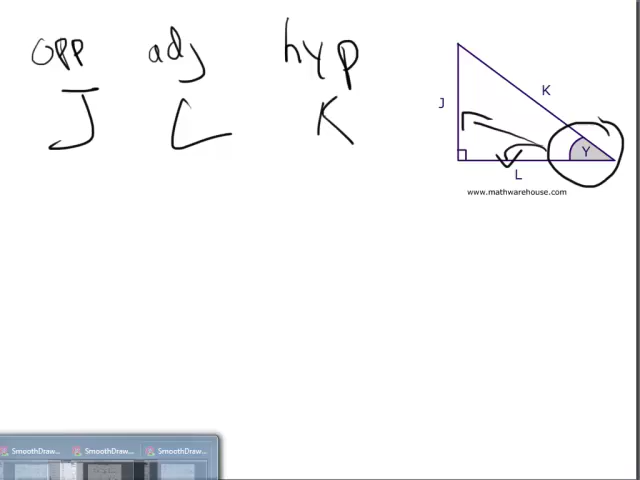 opp adj hyp
J L K
J K
Y
L
www.mathwarehouse.com
SmoothDraw... SmoothDraw... SmoothDraw...